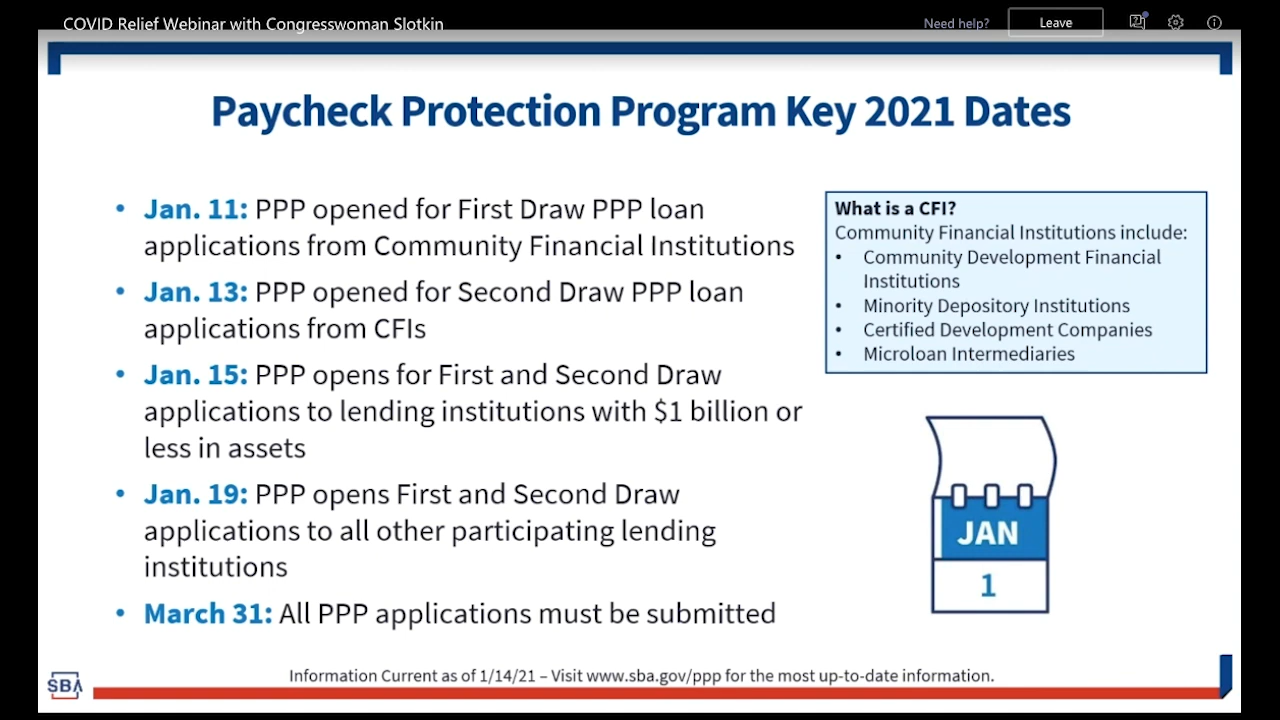 COVID Relief Webinar with Congresswoman Slotkin
Need help?
Leave
Paycheck Protection Program Key 2021 Dates
• Jan. 11: PPP opened for First Draw PPP loan
applications from Community Financial Institutions
• Jan. 13: PPP opened for Second Draw PPP loan
applications from CFIs
• Jan. 15: PPP opens for First and Second Draw
applications to lending institutions with $1 billion or
less in assets
• Jan. 19: PPP opens First and Second Draw
applications to all other participating lending
institutions
• March 31: All PPP applications must be submitted
What is a CFI?
Community Financial Institutions include:
• Community Development Financial
Institutions
• Minority Depository Institutions
• Certified Development Companies
• Microloan Intermediaries
JAN
1
SBA
Information Current as of 1/14/21 – Visit www.sba.gov/ppp for the most up-to-date information.